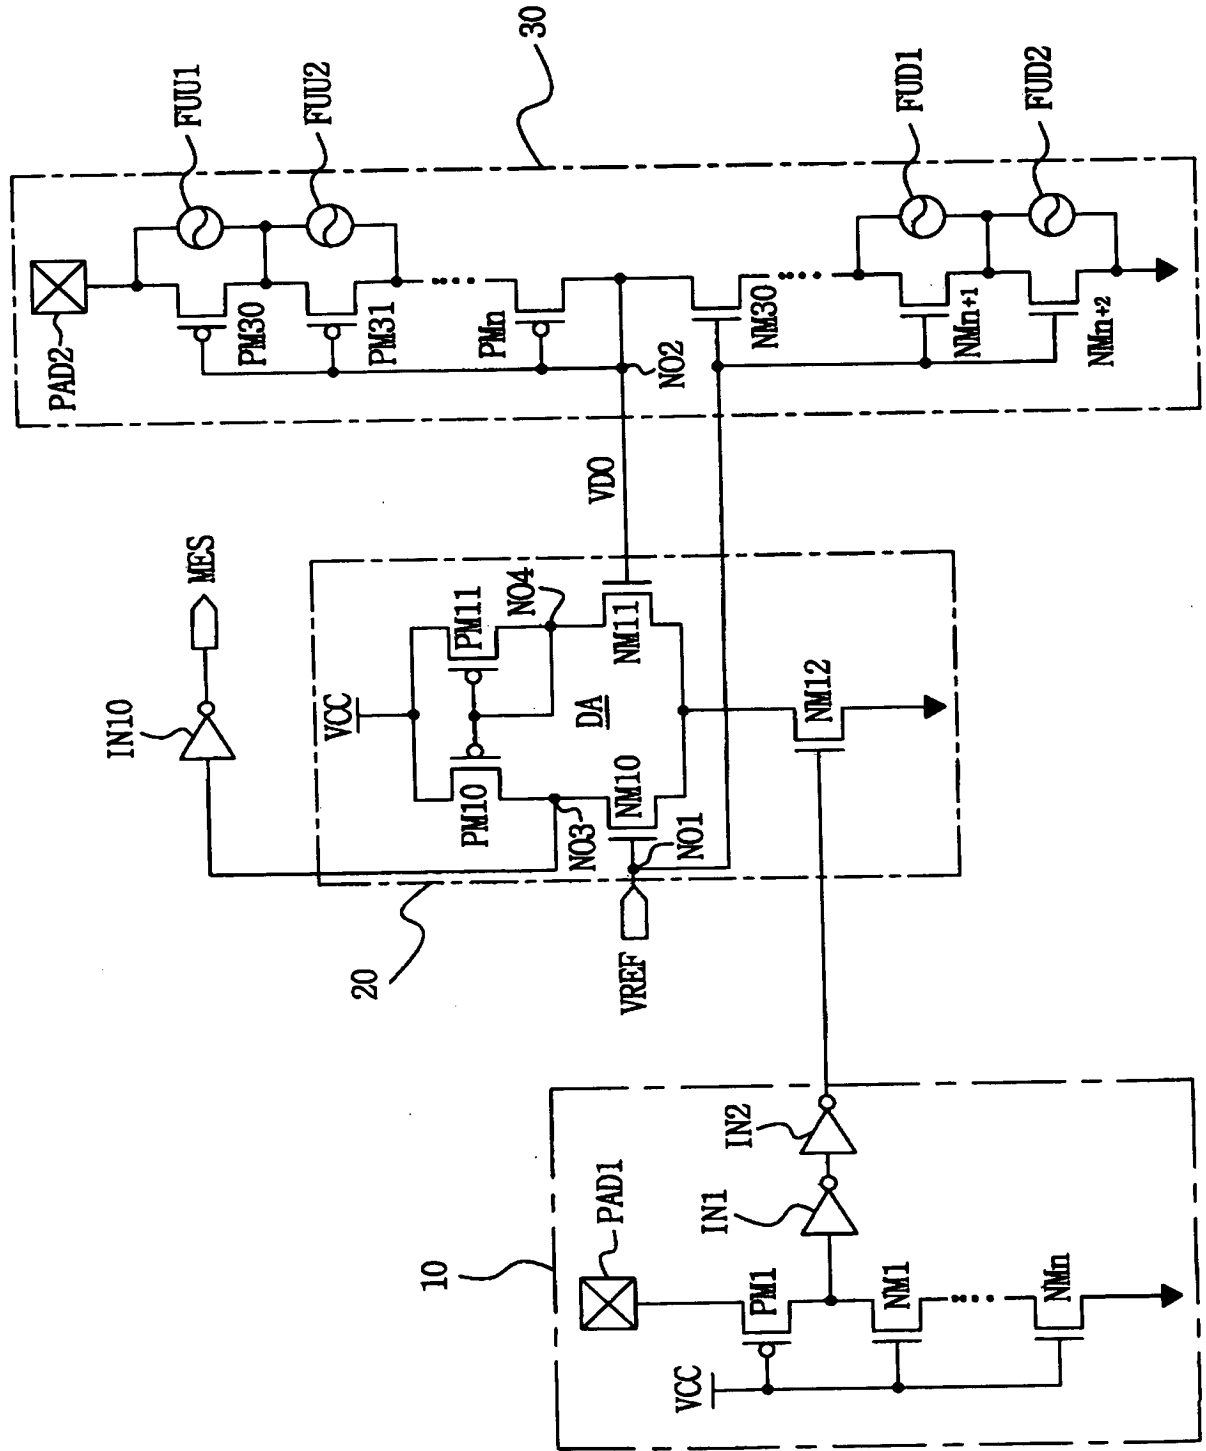 30
FUU1
FUU2
FUD1
FUD2
PAD2
PM30
PM31
PMn
NO2
NM30
NMn+1
NMn+2
VDO
MES
IN10
VCC
PM11
NO4
NM11
PM10
DA
NM10
NM12
NO3
NO1
20
VREF
IN2
IN1
PAD1
10
PM1
NM1
NMn
VCC